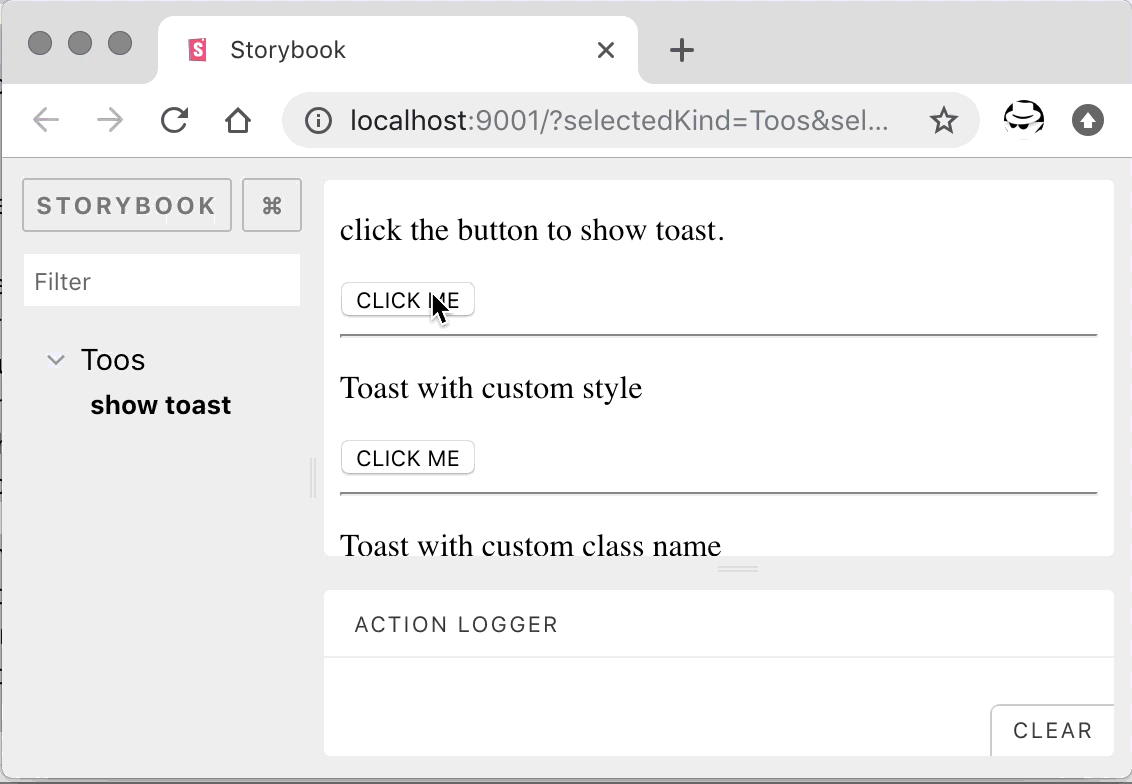 Storybook
localhost:9001/?selectedKind=Toos&sel...
STORYBOOK ⌘
Filter
Toos
show toast
click the button to show toast.
CLICK ME
Toast with custom style
CLICK ME
Toast with custom class name
ACTION LOGGER
CLEAR